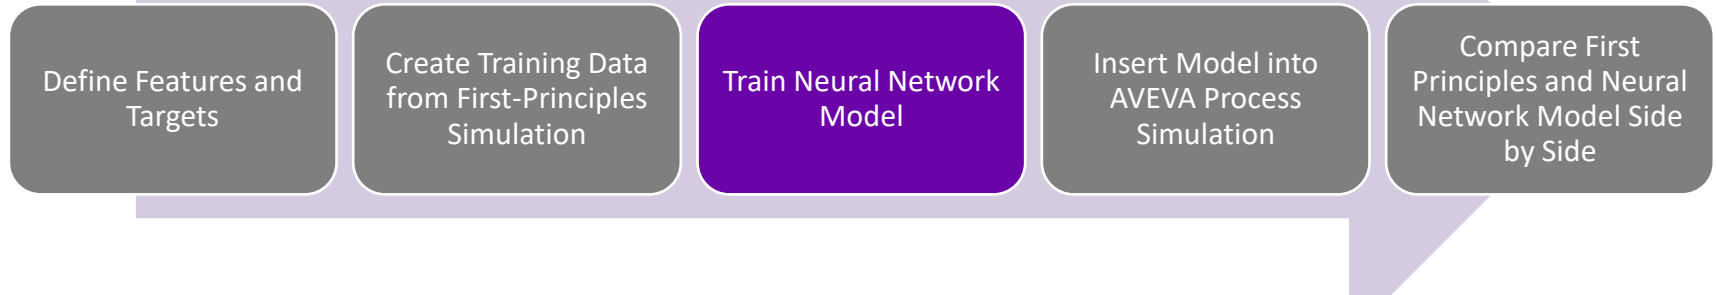 Define Features and
Targets
Create Training Data
from First-Principles
Simulation
Train Neural Network
Model
Insert Model into
AVEVA Process
Simulation
Compare First
Principles and Neural
Network Model Side
by Side